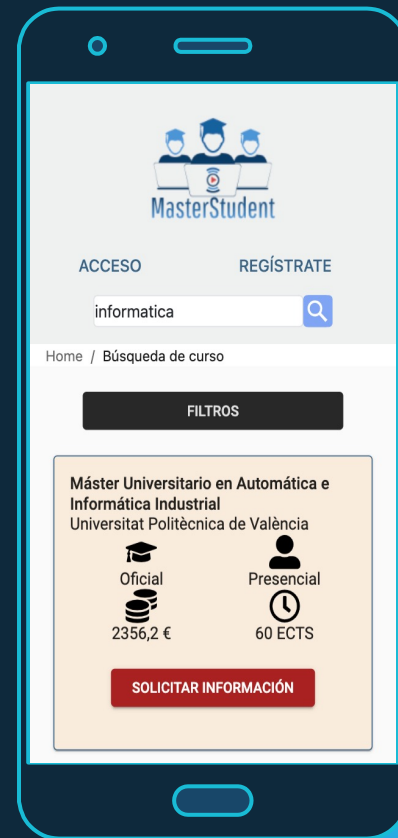 MasterStudent
ACCESO
REGÍSTRATE
informatica
Home / Búsqueda de curso
FILTROS
Máster Universitario en Automática e
Informática Industrial
Universitat Politècnica de València
Oficial
Presencial
2356,2 €
60 ECTS
SOLICITAR INFORMACIÓN